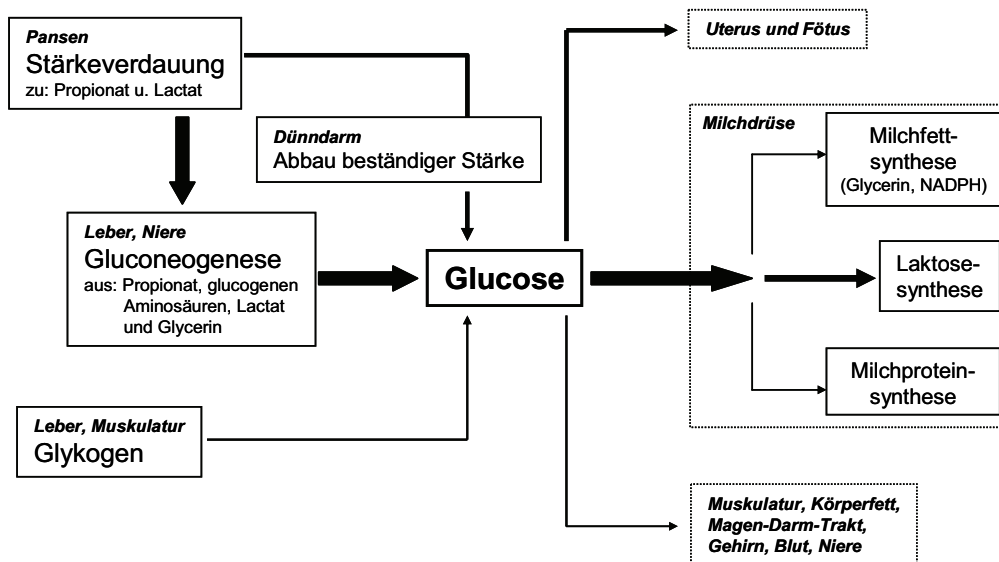 Pansen
Stärkeverdauung
zu: Propionat u. Lactat
Dünndarm
Abbau beständiger Stärke
Leber, Niere
Gluconeogenese
aus: Propionat, glucogenen
Aminosäuren, Lactat
und Glycerin
Leber, Muskulatur
Glykogen
Glucose
Uterus und Fötus
Milchdrüse
Milchfett-
synthese
(Glycerin, NADPH)
Laktose-
synthese
Milchprotein-
synthese
Muskulatur, Körperfett,
Magen-Darm-Trakt,
Gehirn, Blut, Niere